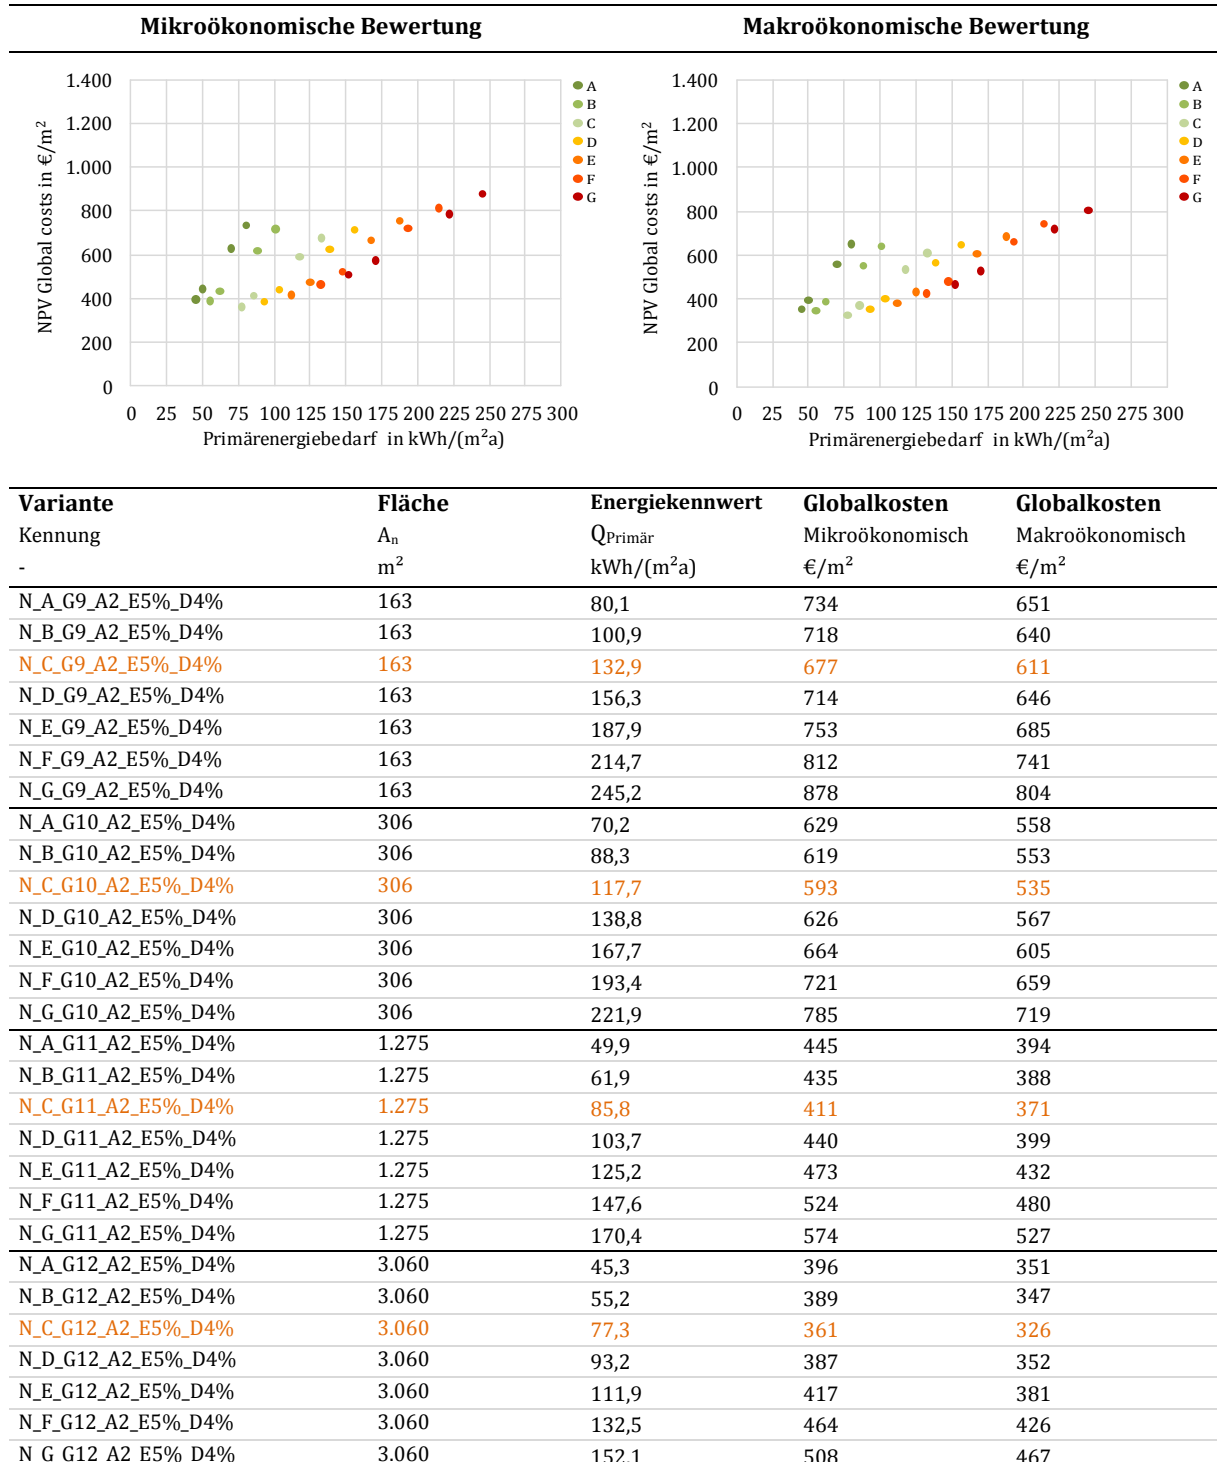 Mikroökonomische Bewertung Makroökonomische Bewertung
NPV Global costs in €/m²
1.400
1.200
1.000
800
600
400
200
0
0 25 50 75 100 125 150 175 200 225 250 275 300
Primärenergiebedarf in kWh/(m²a)
A
B
C
D
E
F
G
NPV Global costs in €/m²
1.400
1.200
1.000
800
600
400
200
0
0 25 50 75 100 125 150 175 200 225 250 275 300
Primärenergiebedarf in kWh/(m²a)
A
B
C
D
E
F
G
Variante Fläche Energiekennwert Globalkosten Globalkosten
Kennung Aₙ Q_Primär Mikroökonomisch Makroökonomisch
- m² kWh/(m²a) €/m² €/m²
N_A_G9_A2_E5%_D4% 163 80,1 734 651
N_B_G9_A2_E5%_D4% 163 100,9 718 640
N_C_G9_A2_E5%_D4% 163 132,9 677 611
N_D_G9_A2_E5%_D4% 163 156,3 714 646
N_E_G9_A2_E5%_D4% 163 187,9 753 685
N_F_G9_A2_E5%_D4% 163 214,7 812 741
N_G_G9_A2_E5%_D4% 163 245,2 878 804
N_A_G10_A2_E5%_D4% 306 70,2 629 558
N_B_G10_A2_E5%_D4% 306 88,3 619 553
N_C_G10_A2_E5%_D4% 306 117,7 593 535
N_D_G10_A2_E5%_D4% 306 138,8 626 567
N_E_G10_A2_E5%_D4% 306 167,7 664 605
N_F_G10_A2_E5%_D4% 306 193,4 721 659
N_G_G10_A2_E5%_D4% 306 221,9 785 719
N_A_G11_A2_E5%_D4% 1.275 49,9 445 394
N_B_G11_A2_E5%_D4% 1.275 61,9 435 388
N_C_G11_A2_E5%_D4% 1.275 85,8 411 371
N_D_G11_A2_E5%_D4% 1.275 103,7 440 399
N_E_G11_A2_E5%_D4% 1.275 125,2 473 432
N_F_G11_A2_E5%_D4% 1.275 147,6 524 480
N_G_G11_A2_E5%_D4% 1.275 170,4 574 527
N_A_G12_A2_E5%_D4% 3.060 45,3 396 351
N_B_G12_A2_E5%_D4% 3.060 55,2 389 347
N_C_G12_A2_E5%_D4% 3.060 77,3 361 326
N_D_G12_A2_E5%_D4% 3.060 93,2 387 352
N_E_G12_A2_E5%_D4% 3.060 111,9 417 381
N_F_G12_A2_E5%_D4% 3.060 132,5 464 426
N_G_G12_A2_E5%_D4% 3.060 152,1 508 467